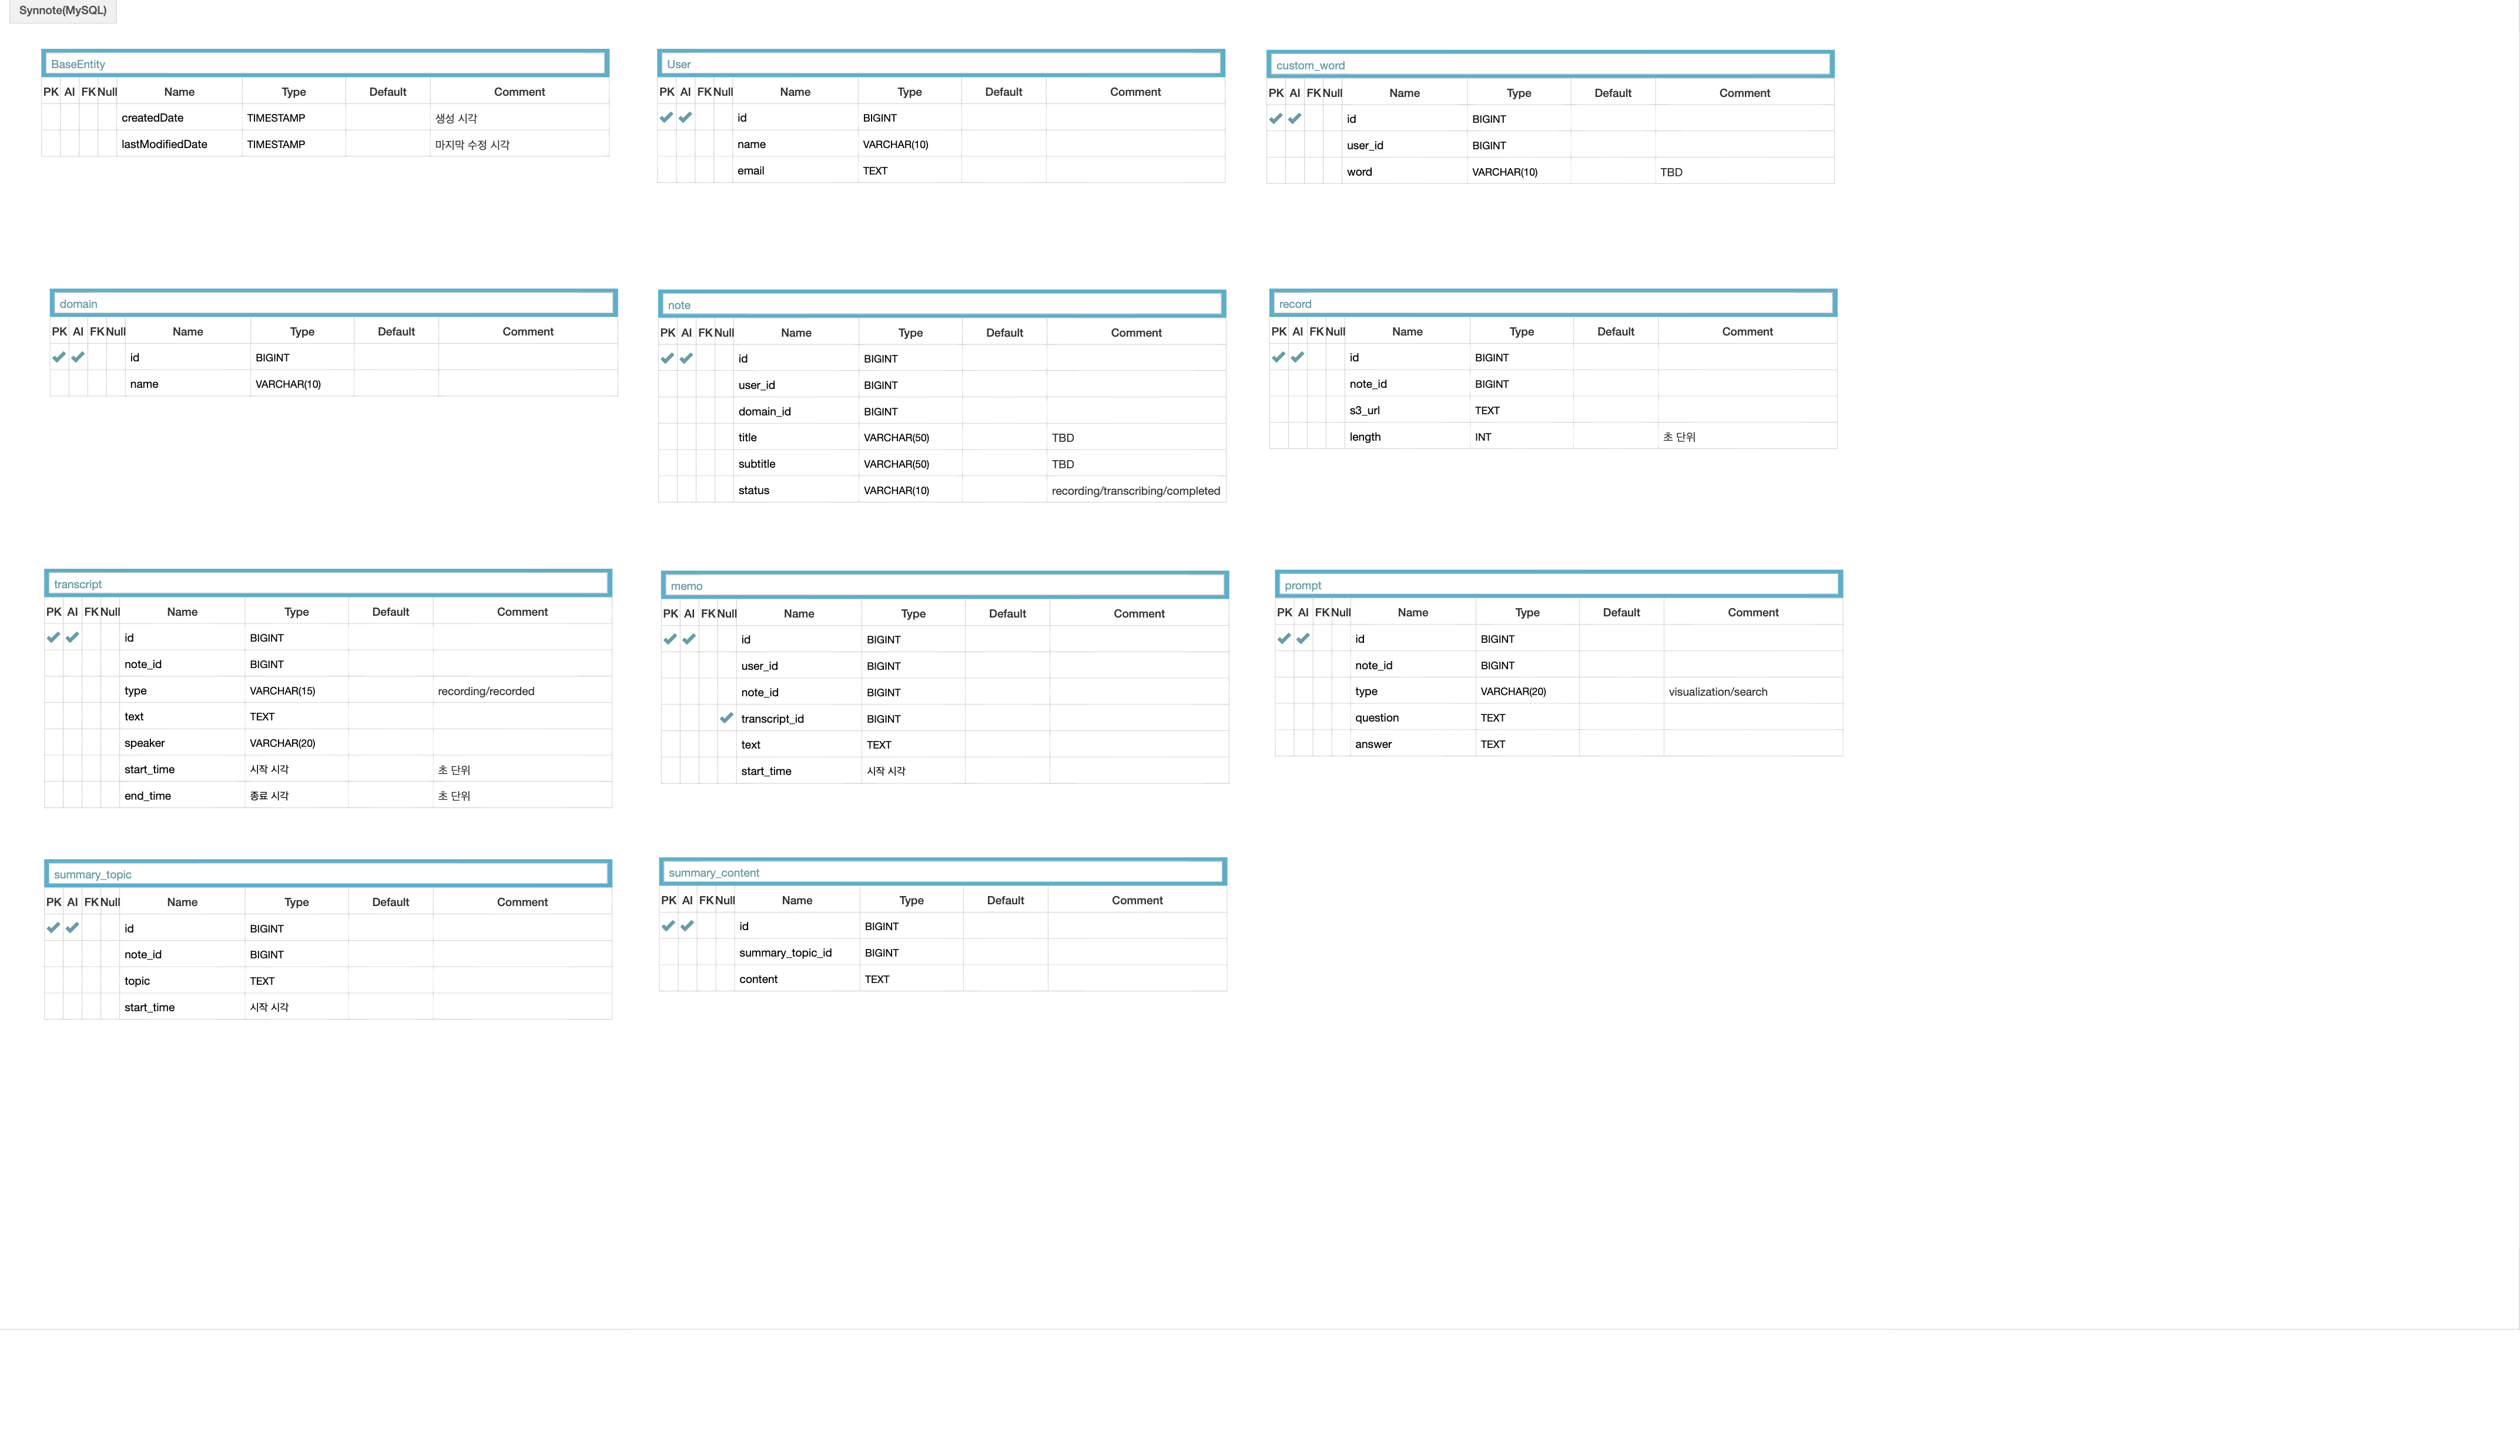 Synnote(MySQL)
BaseEntity
PK AI FK Null Name Type Default Comment
createdDate TIMESTAMP 생성 시각
lastModifiedDate TIMESTAMP 마지막 수정 시각
User
PK AI FK Null Name Type Default Comment
id BIGINT
name VARCHAR(10)
email TEXT
custom_word
PK AI FK Null Name Type Default Comment
id BIGINT
user_id BIGINT
word VARCHAR(10) TBD
domain
PK AI FK Null Name Type Default Comment
id BIGINT
name VARCHAR(10)
note
PK AI FK Null Name Type Default Comment
id BIGINT
user_id BIGINT
domain_id BIGINT
title VARCHAR(50) TBD
subtitle VARCHAR(50) TBD
status VARCHAR(10) recording/transcribing/completed
record
PK AI FK Null Name Type Default Comment
id BIGINT
note_id BIGINT
s3_url TEXT
length INT 초 단위
transcript
PK AI FK Null Name Type Default Comment
id BIGINT
note_id BIGINT
type VARCHAR(15) recording/recorded
text TEXT
speaker VARCHAR(20)
start_time 시작 시각 초 단위
end_time 종료 시각 초 단위
memo
PK AI FK Null Name Type Default Comment
id BIGINT
user_id BIGINT
note_id BIGINT
transcript_id BIGINT
text TEXT
start_time 시작 시각
prompt
PK AI FK Null Name Type Default Comment
id BIGINT
note_id BIGINT
type VARCHAR(20) visualization/search
question TEXT
answer TEXT
summary_topic
PK AI FK Null Name Type Default Comment
id BIGINT
note_id BIGINT
topic TEXT
start_time 시작 시각
summary_content
PK AI FK Null Name Type Default Comment
id BIGINT
summary_topic_id BIGINT
content TEXT